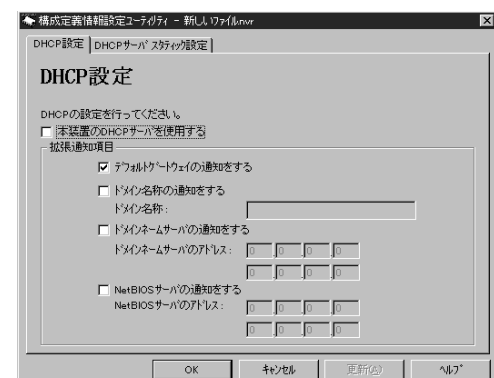 構成定義情報設定ユーティリティ - 新しいファイル.nvr
DHCP設定 DHCPサーバ スタティック設定
DHCP設定
DHCPの設定を行ってください。
本装置のDHCPサーバを使用する
拡張通知項目
デフォルトゲートウェイの通知をする
ドメイン名称の通知をする
ドメイン名称:
ドメインネームサーバの通知をする
ドメインネームサーバのアドレス: 0 0 0 0
0 0 0 0
NetBIOSサーバの通知をする
NetBIOSサーバのアドレス: 0 0 0 0
0 0 0 0
OK キャンセル 更新(A) ヘルプ